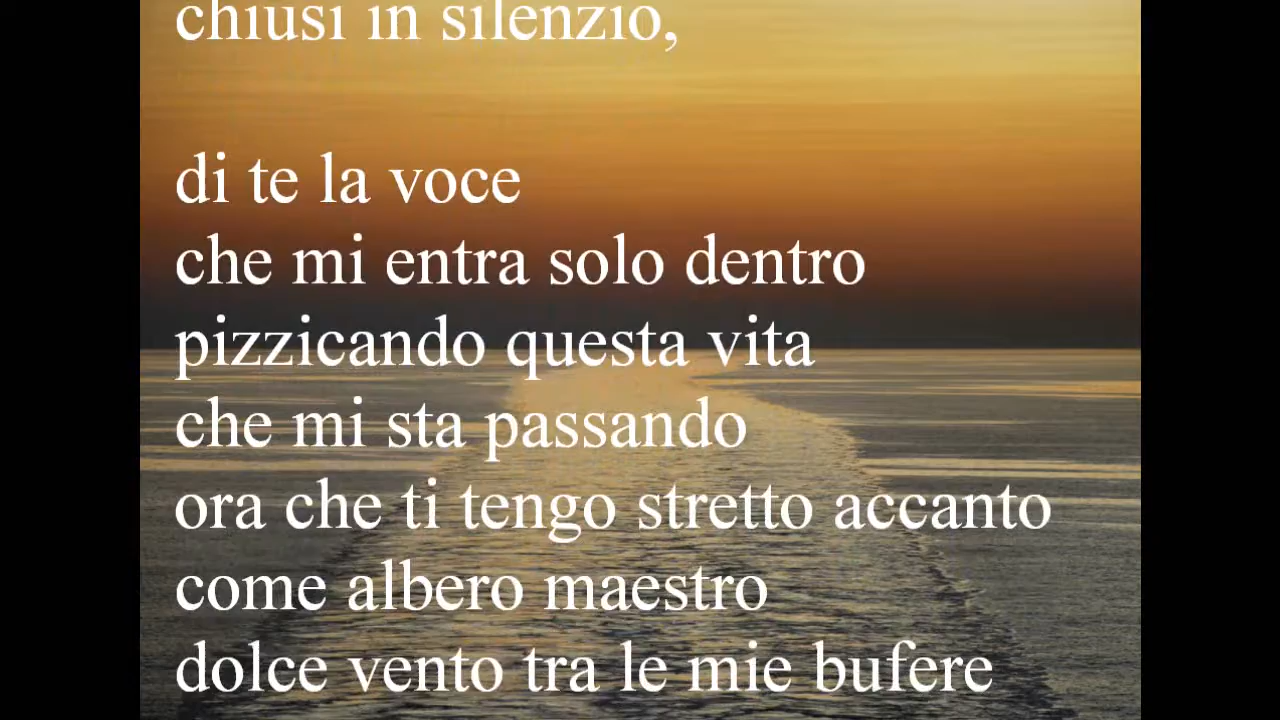 chiusi in silenzio,
di te la voce
che mi entra solo dentro
pizzicando questa vita
che mi sta passando
ora che ti tengo stretto accanto
come albero maestro
dolce vento tra le mie bufere